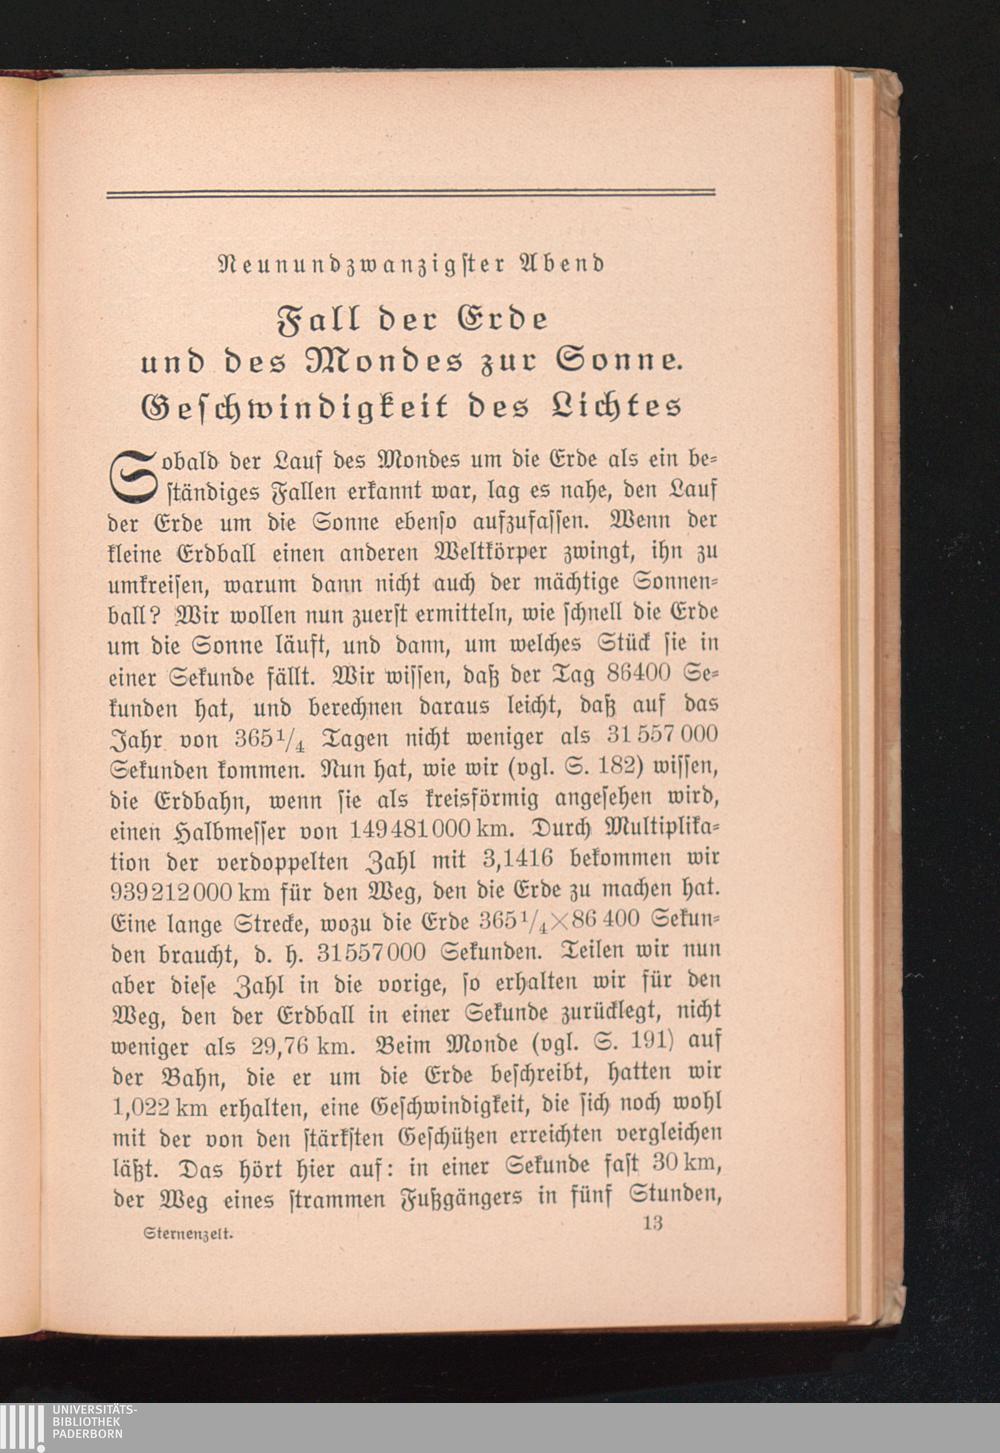 Neunundzwanzigster Abend
Fall der Erde
und des Mondes zur Sonne.
Geschwindigkeit des Lichtes
Sobald der Lauf des Mondes um die Erde als ein be-
ständiges Fallen erkannt war, lag es nahe, den Lauf
der Erde um die Sonne ebenso aufzufassen. Wenn der
kleine Erdball einen anderen Weltkörper zwingt, ihn zu
umkreisen, warum dann nicht auch der mächtige Sonnen-
ball? Wir wollen nun zuerst ermitteln, wie schnell die Erde
um die Sonne läuft, und dann, um welches Stück sie in
einer Sekunde fällt. Wir wissen, daß der Tag 86400 Se-
kunden hat, und berechnen daraus leicht, daß auf das
Jahr von 365 1/4 Tagen nicht weniger als 31 557 000
Sekunden kommen. Nun hat, wie wir (vgl. S. 182) wissen,
die Erdbahn, wenn sie als kreisförmig angesehen wird,
einen Halbmesser von 149481000 km. Durch Multiplika-
tion der verdoppelten Zahl mit 3,1416 bekommen wir
939212000 km für den Weg, den die Erde zu machen hat.
Eine lange Strecke, wozu die Erde 365 1/4×86 400 Sekun-
den braucht, d. h. 31557000 Sekunden. Teilen wir nun
aber diese Zahl in die vorige, so erhalten wir für den
Weg, den der Erdball in einer Sekunde zurücklegt, nicht
weniger als 29,76 km. Beim Monde (vgl. S. 191) auf
der Bahn, die er um die Erde beschreibt, hatten wir
1,022 km erhalten, eine Geschwindigkeit, die sich noch wohl
mit der von den stärksten Geschützen erreichten vergleichen
läßt. Das hört hier auf: in einer Sekunde fast 30 km,
der Weg eines strammen Fußgängers in fünf Stunden,
Sternenzelt. 13
UNIVERSITÄTS-
BIBLIOTHEK
PADERBORN